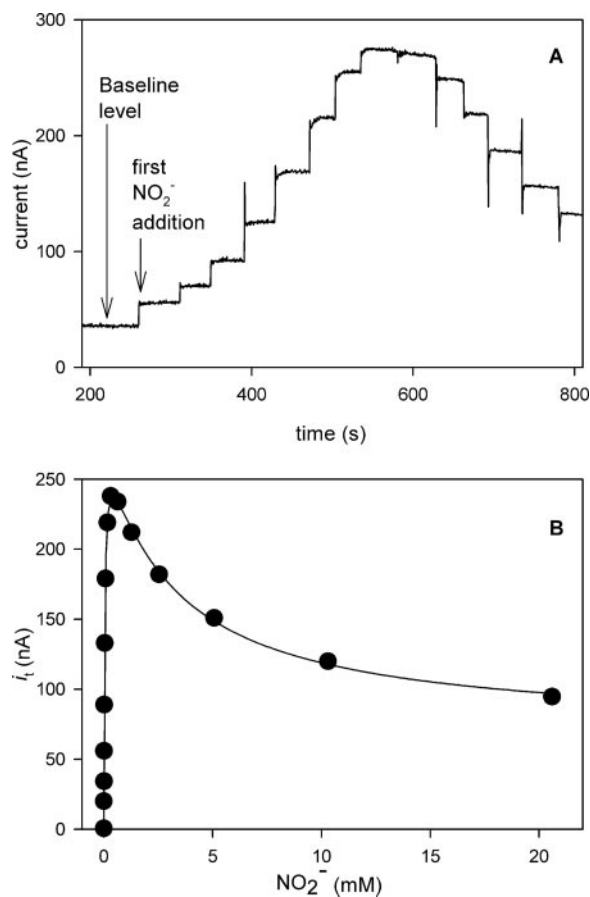 300
A
Baseline
level
200
first
NO₂⁻
addition
current (nA)
100
0
200
400
600
800
time (s)
250
B
200
150
iₜ (nA)
100
50
0
0
5
10
15
20
NO₂⁻ (mM)